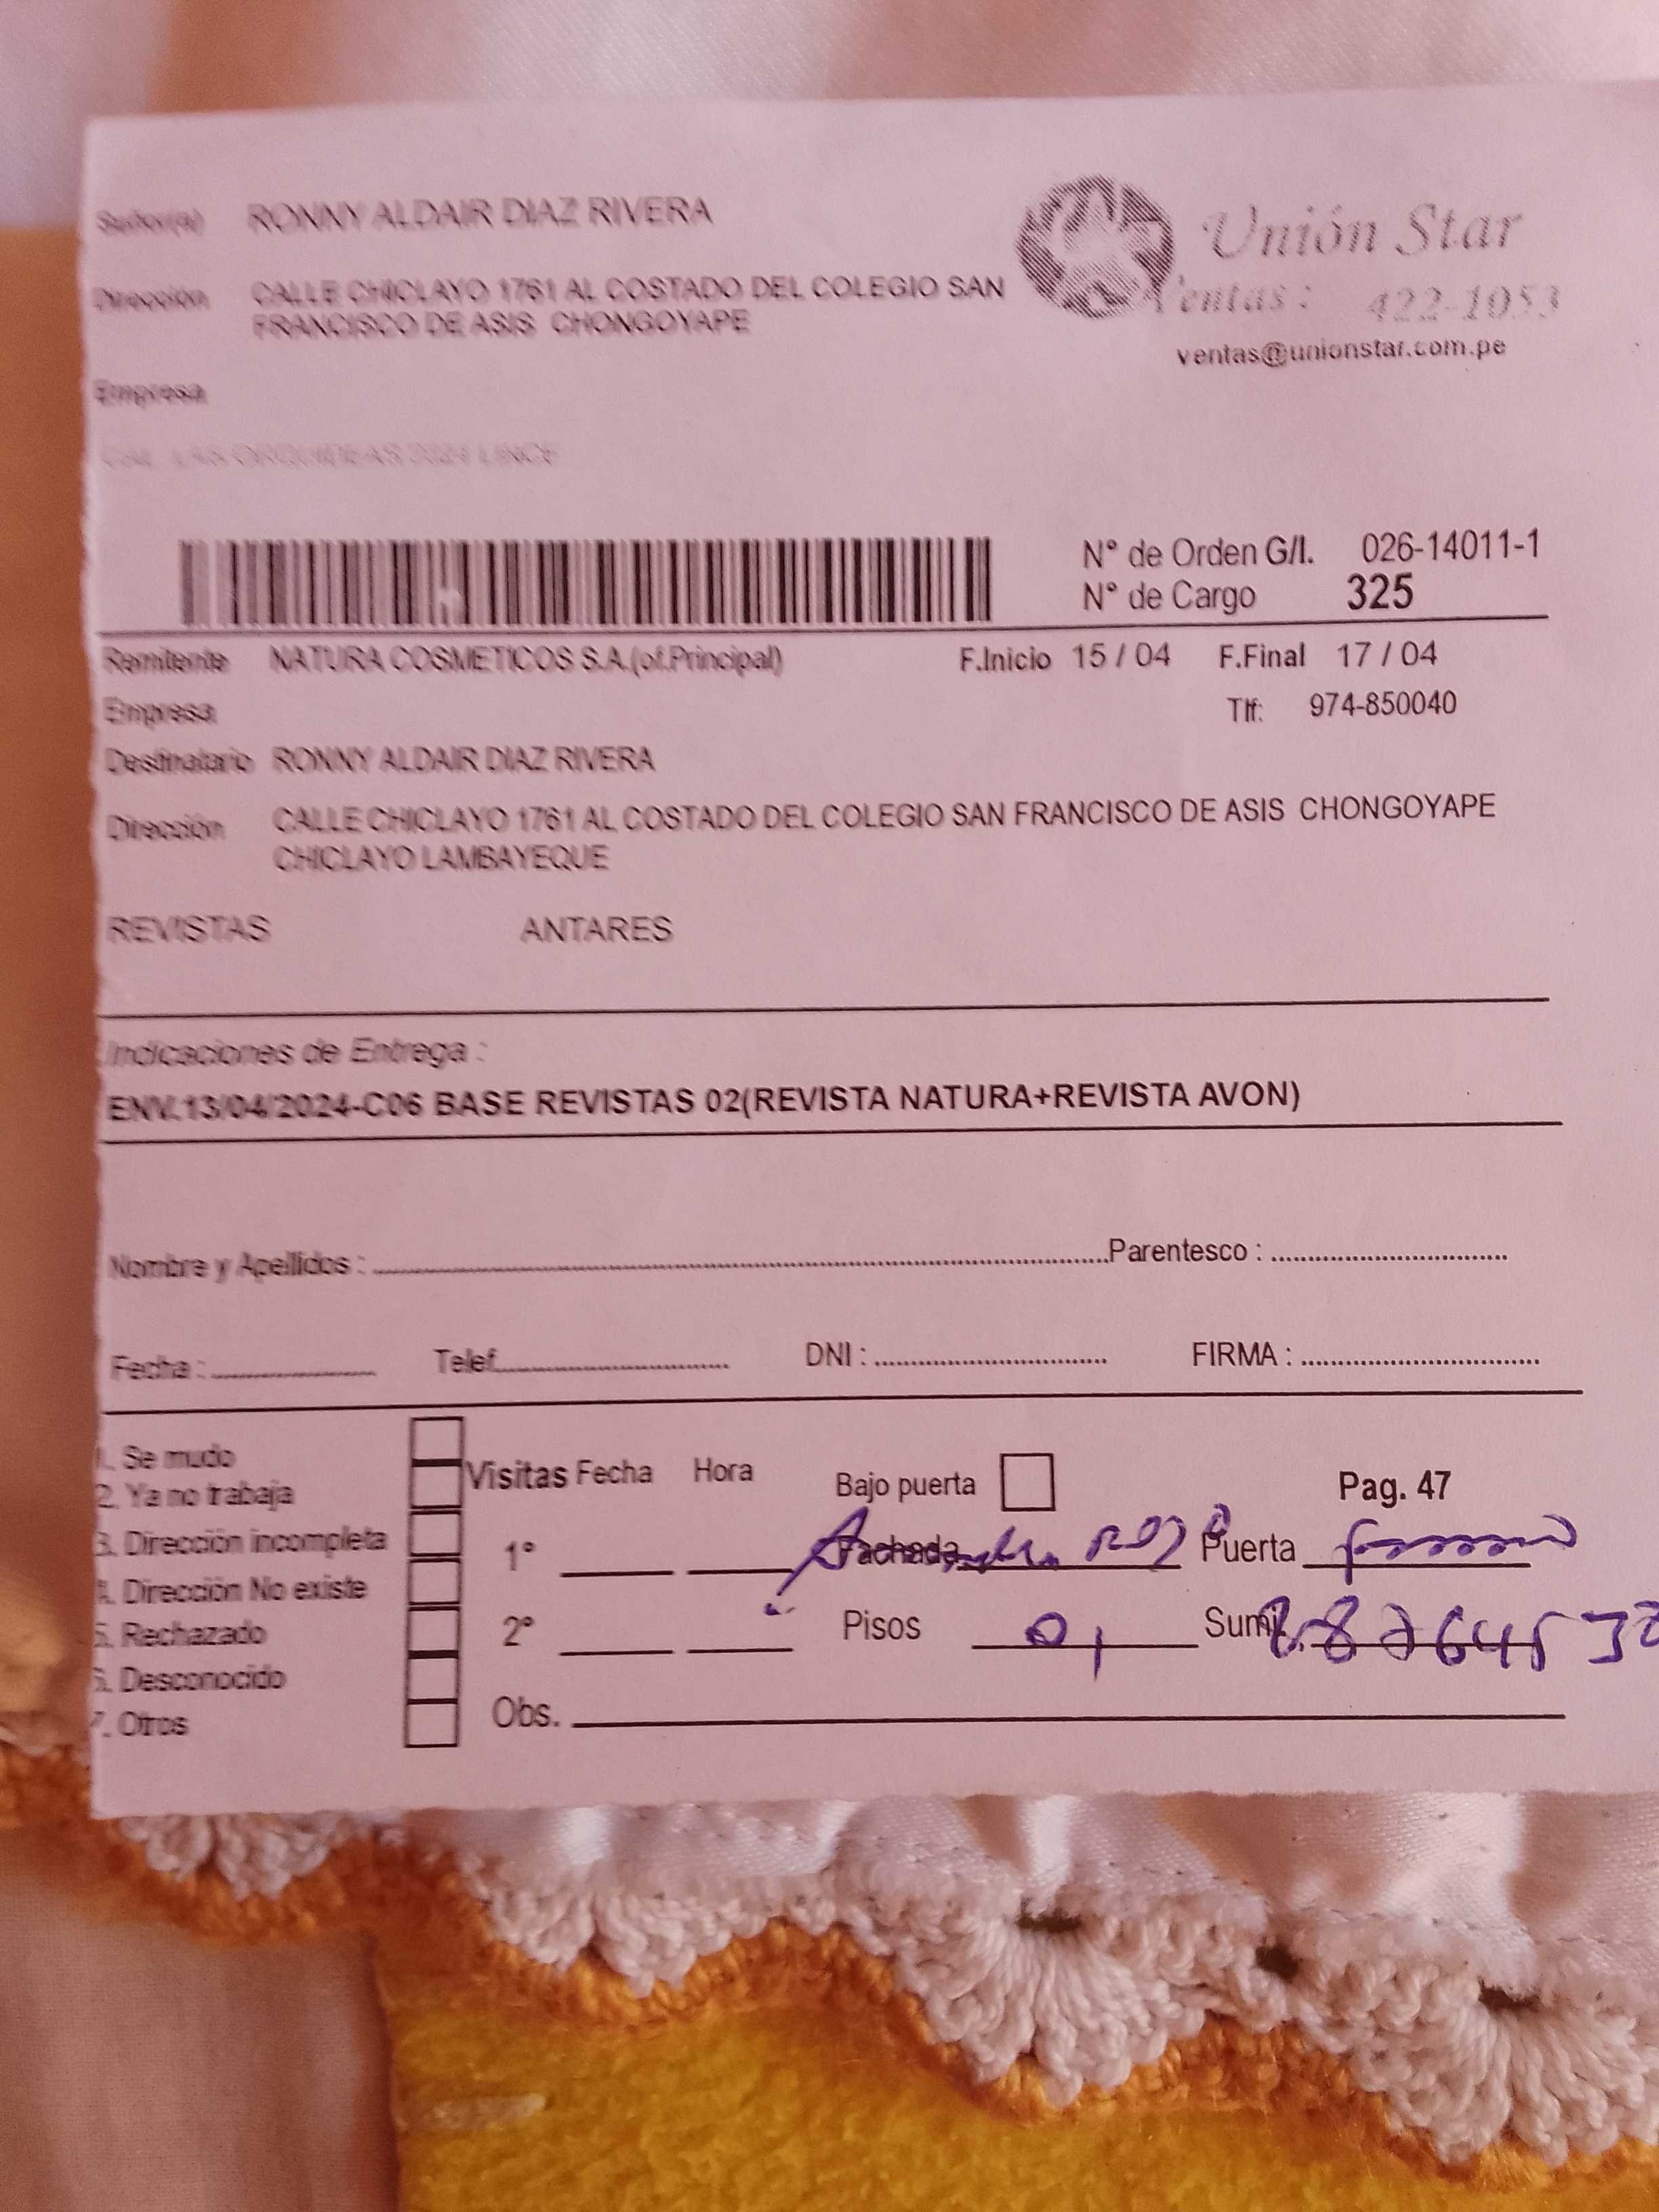 Señor(a) RONNY ALDAIR DIAZ RIVERA
Dirección CALLE CHICLAYO 1761 AL COSTADO DEL COLEGIO SAN
FRANCISCO DE ASIS CHONGOYAPE
Empresa
Unión Star
Ventas: 422-1053
ventas@unionstar.com.pe
CAL. LAS ORQUIDEAS LINCE
N° de Orden G/I. 026-14011-1
N° de Cargo 325
Remitente NATURA COSMETICOS S.A.(of.Principal) F.Inicio 15 / 04 F.Final 17 / 04
Empresa Tlf: 974-850040
Destinatario RONNY ALDAIR DIAZ RIVERA
Dirección CALLE CHICLAYO 1761 AL COSTADO DEL COLEGIO SAN FRANCISCO DE ASIS CHONGOYAPE
CHICLAYO LAMBAYEQUE
REVISTAS ANTARES
Indicaciones de Entrega :
ENV.13/04/2024-C06 BASE REVISTAS 02(REVISTA NATURA+REVISTA AVON)
Nombre y Apellidos : Parentesco :
Fecha : Telef. DNI : FIRMA :
1. Se mudo
2. Ya no trabaja
3. Dirección incompleta
4. Dirección No existe
5. Rechazado
6. Desconocido
7. Otros
Visitas Fecha Hora
1°
2°
Obs.
Bajo puerta Pag. 47
Fachada Puerta
Pisos 01 Sumi.